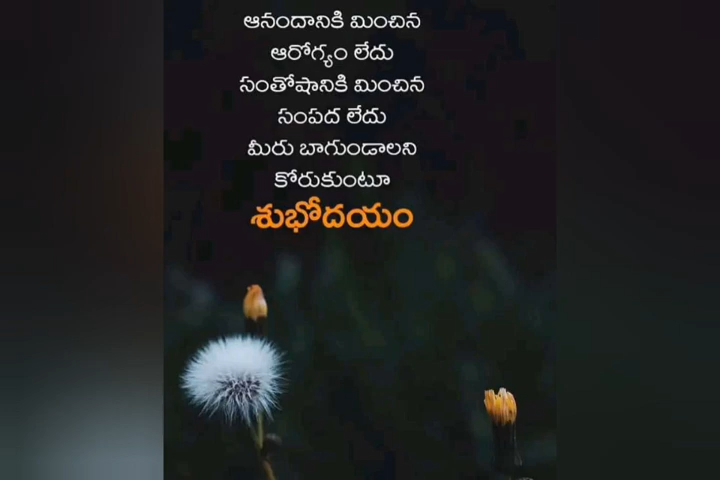 ఆనందానికి మించిన
ఆరోగ్యం లేదు
సంతోషానికి మించిన
సంపద లేదు
మీరు బాగుండాలని
కోరుకుంటూ
శుభోదయం